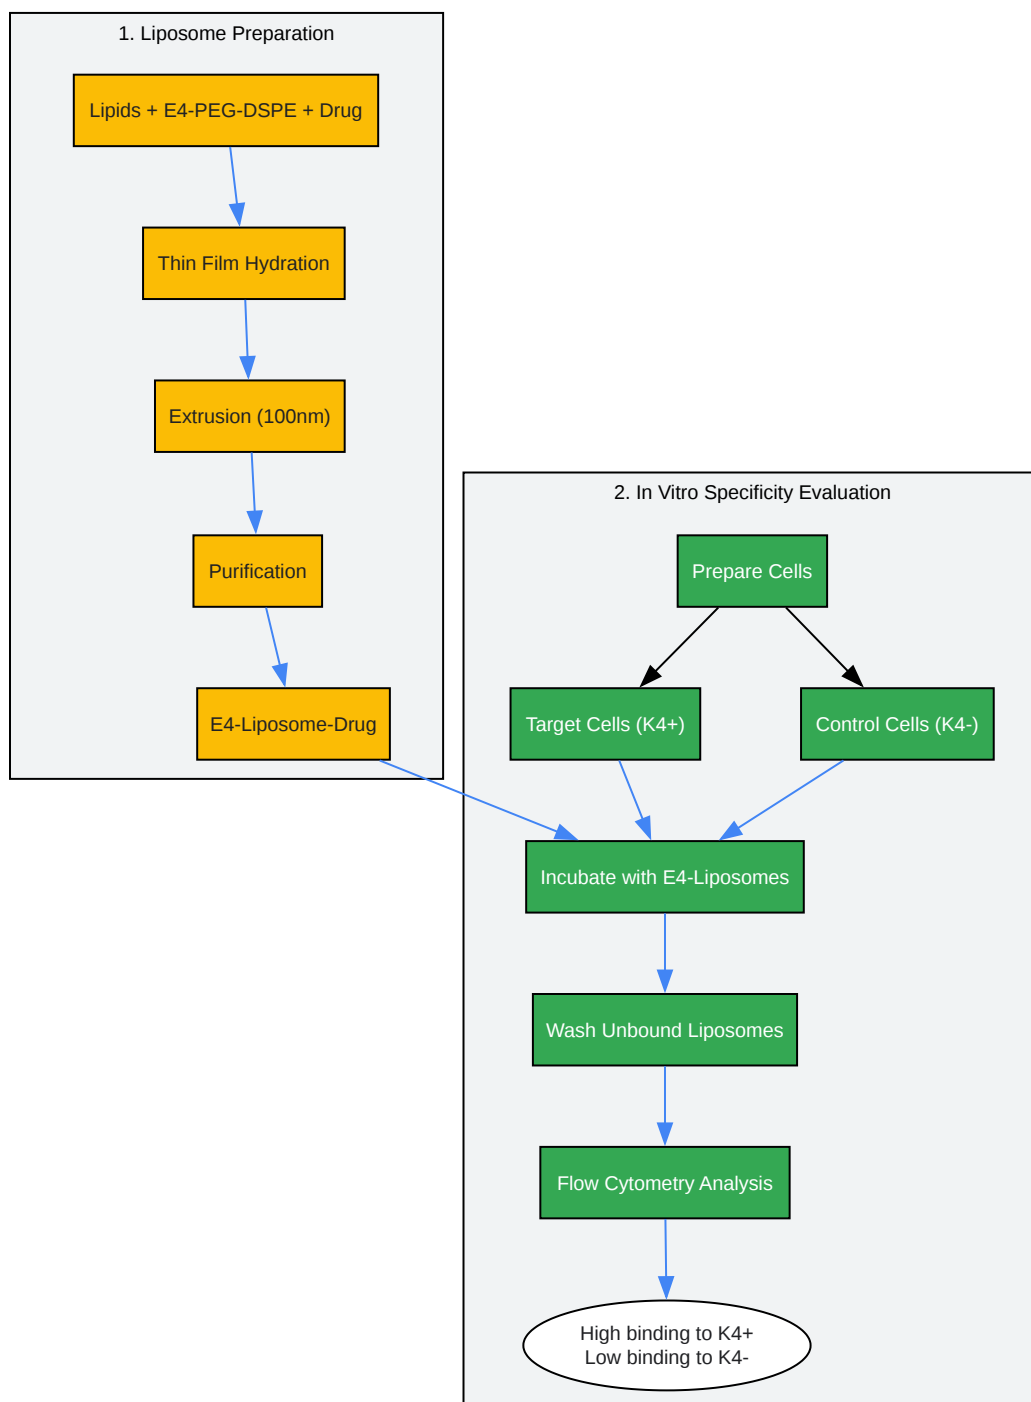 1. Liposome Preparation
Lipids + E4-PEG-DSPE + Drug
Thin Film Hydration
Extrusion (100nm)
Purification
E4-Liposome-Drug
2. In Vitro Specificity Evaluation
Prepare Cells
Target Cells (K4+)
Control Cells (K4-)
Incubate with E4-Liposomes
Wash Unbound Liposomes
Flow Cytometry Analysis
High binding to K4+
Low binding to K4-